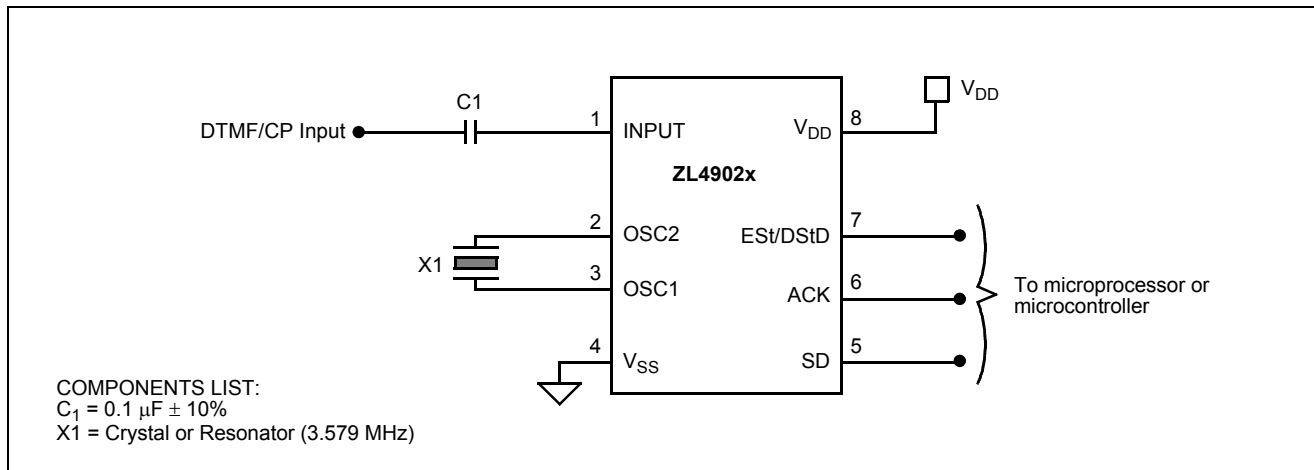 C1
V_DD
DTMF/CP Input
1
INPUT
V_DD
8
ZL4902x
2
OSC2
ESt/DStD
7
X1
3
OSC1
ACK
6
To microprocessor or
microcontroller
4
V_SS
SD
5
COMPONENTS LIST:
C_1 = 0.1 μF ± 10%
X1 = Crystal or Resonator (3.579 MHz)